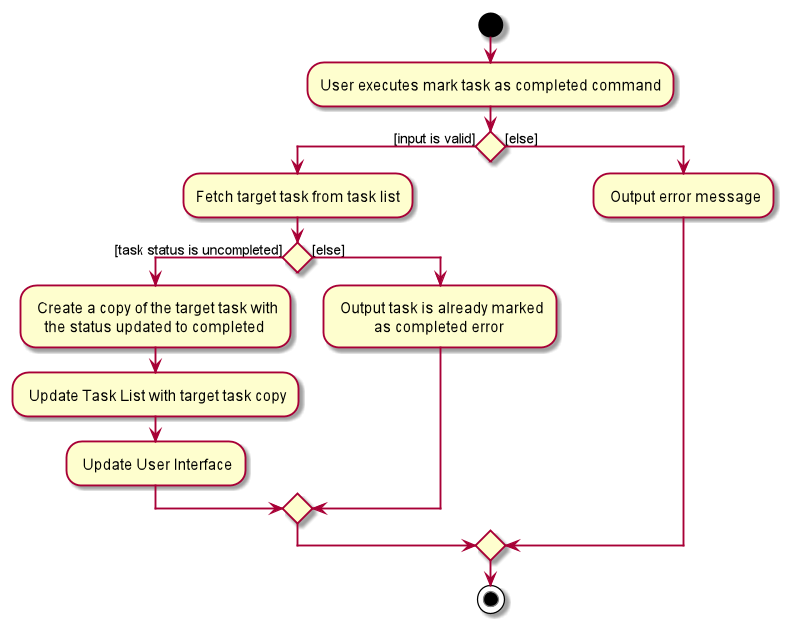 User executes mark task as completed command
[input is valid]
[else]
Fetch target task from task list
Output error message
[task status is uncompleted]
[else]
Create a copy of the target task with
the status updated to completed
Output task is already marked
as completed error
Update Task List with target task copy
Update User Interface